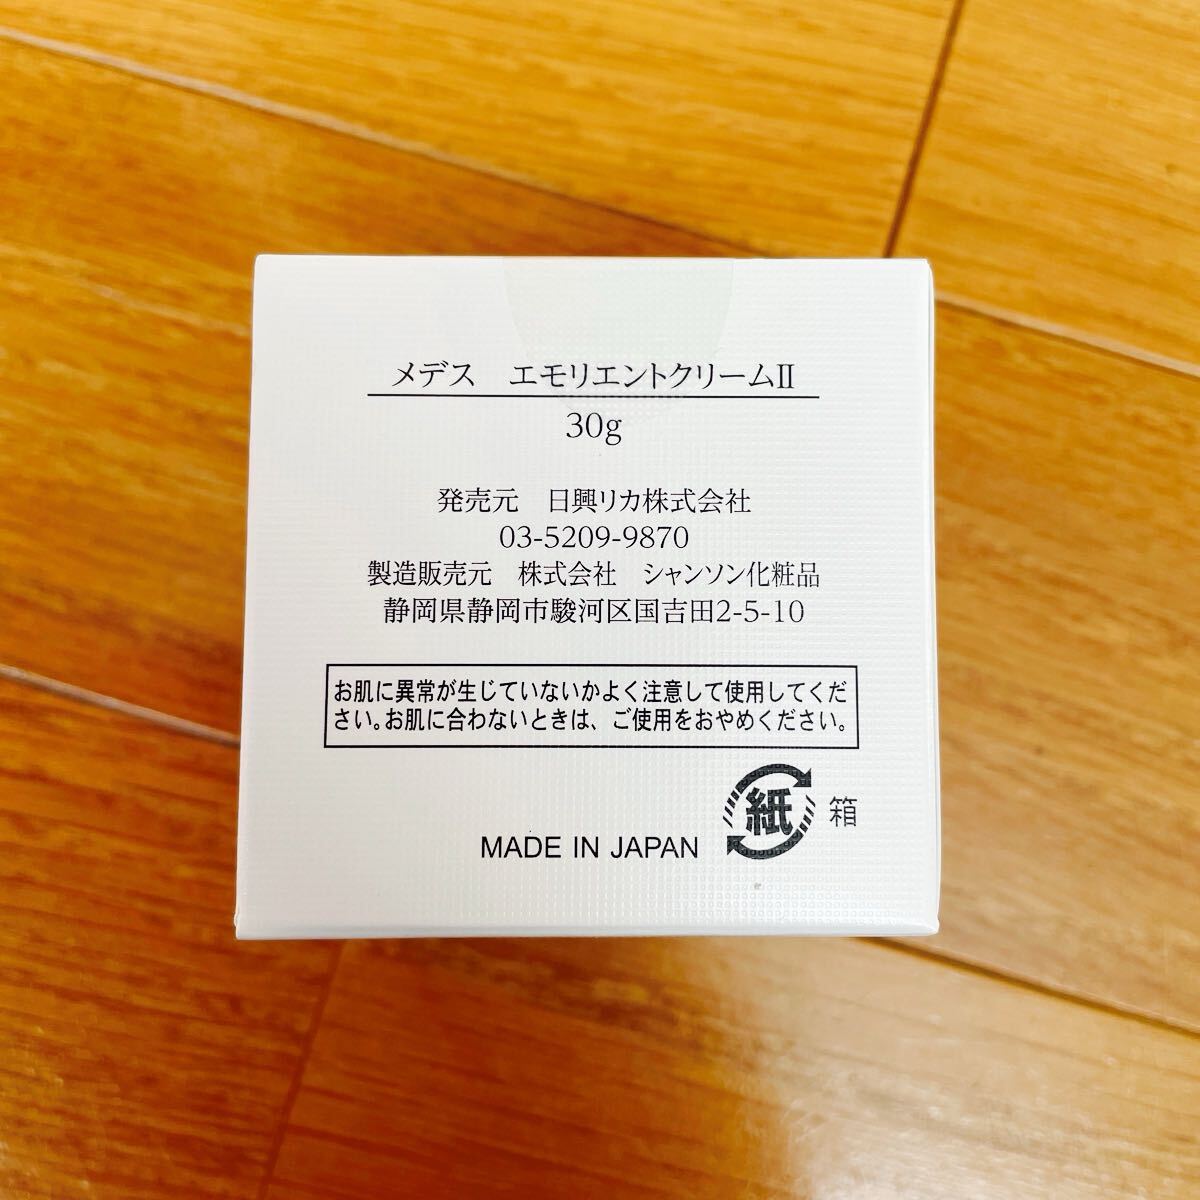 メデス　エモリエントクリームII
30g
発売元　日興リカ株式会社
03-5209-9870
製造販売元　株式会社　シャンソン化粧品
静岡県静岡市駿河区国吉田2-5-10
お肌に異常が生じていないかよく注意して使用してくだ
さい。お肌に合わないときは、ご使用をおやめください。
紙 箱
MADE IN JAPAN